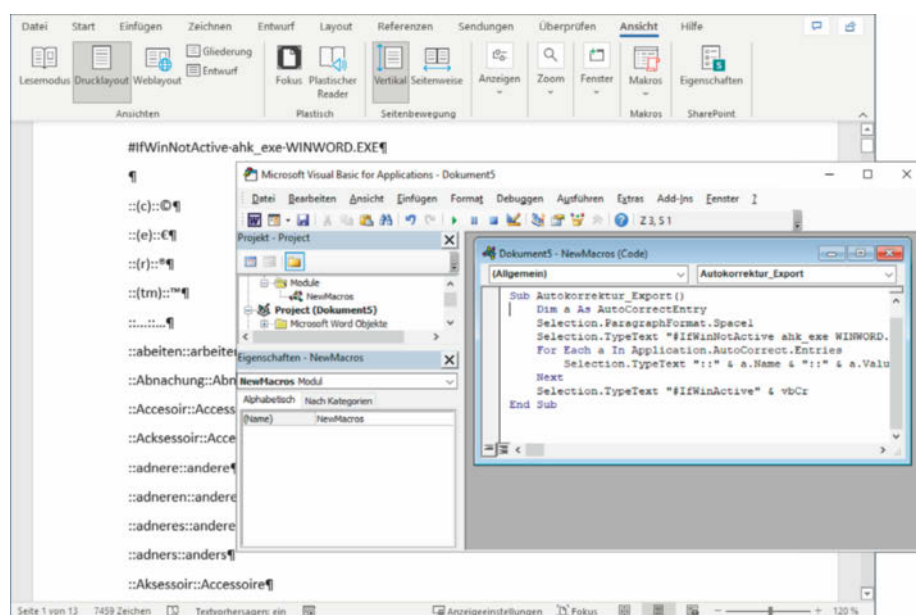 Datei Start Einfügen Zeichnen Entwurf Layout Referenzen Sendungen Überprüfen Ansicht Hilfe
Lesemodus Drucklayout Weblayout Gliederung Entwurf Fokus Plastischer Reader Vertikal Seitenweise Anzeigen Zoom Fenster Makros Eigenschaften
Ansichten Plastisch Seitenbewegung Makros SharePoint
#IfWinNotActive·ahk_exe·WINWORD.EXE¶
¶
::(c)::©¶
::(e)::€¶
::(r)::®¶
::(tm)::™¶
::...::…¶
::abeiten::arbeite
::Abnachung::Abn
::Accesoir::Access
::Acksessoir::Acce
::adnere::andere¶
::adneren::andere
::adneres::andere
::adners::anders¶
::Aksessoir::Accessoire¶
Microsoft Visual Basic for Applications - Dokument5
Datei Bearbeiten Ansicht Einfügen Format Debuggen Ausführen Extras Add-Ins Fenster ?
Z 3, S 1
Projekt - Project
Module
NewMacros
Project (Dokument5)
Microsoft Word Objekte
Eigenschaften - NewMacros
NewMacros Modul
Alphabetisch Nach Kategorien
(Name) NewMacros
Dokument5 - NewMacros (Code)
(Allgemein) Autokorrektur_Export
Sub Autokorrektur_Export()
Dim a As AutoCorrectEntry
Selection.ParagraphFormat.Space1
Selection.TypeText "#IfWinNotActive ahk_exe WINWORD.
For Each a In Application.AutoCorrect.Entries
Selection.TypeText "::" & a.Name & "::" & a.Valu
Next
Selection.TypeText "#IfWinActive" & vbCr
End Sub
Seite 1 von 13 7459 Zeichen Textvorhersagen: ein Anzeigeeinstellungen Fokus 120 %